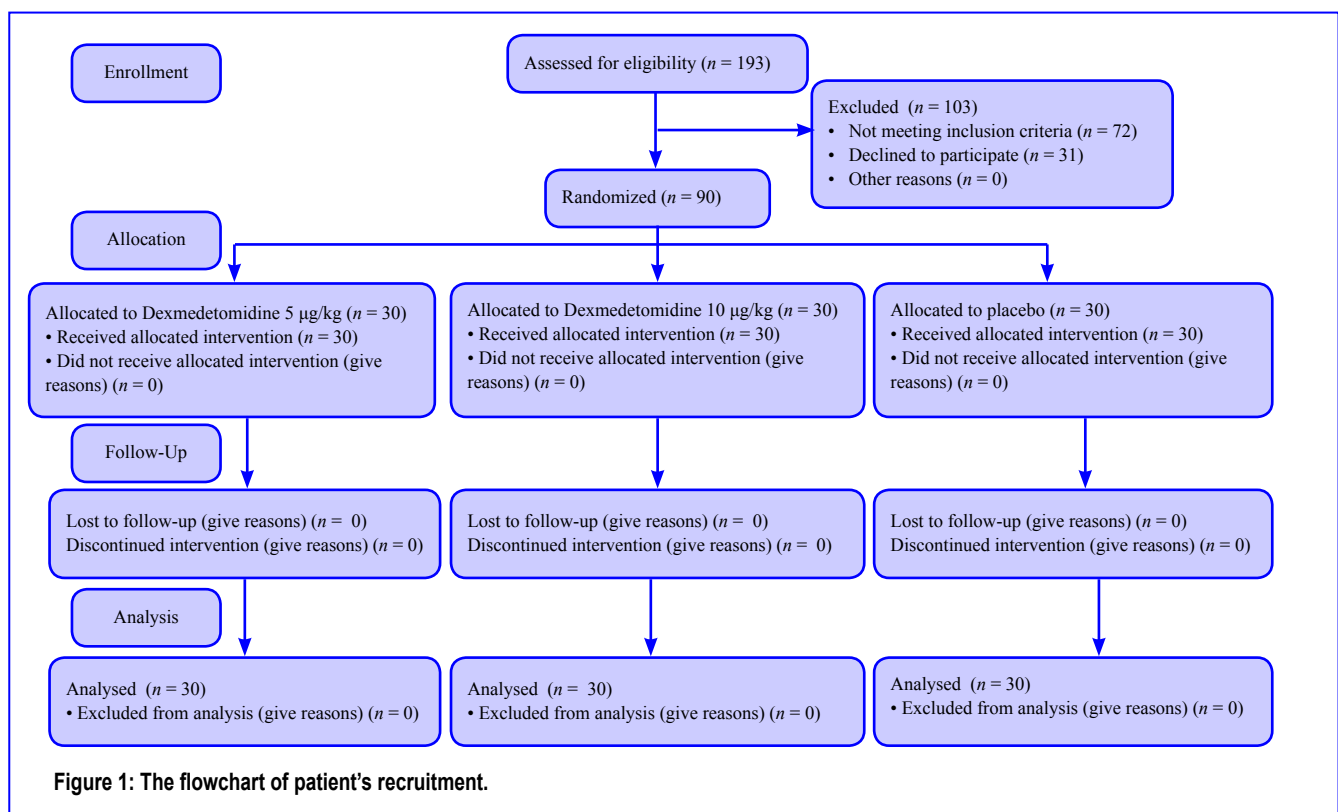 Enrollment
Assessed for eligibility (n = 193)
Excluded (n = 103)
• Not meeting inclusion criteria (n = 72)
• Declined to participate (n = 31)
• Other reasons (n = 0)
Randomized (n = 90)
Allocation
Allocated to Dexmedetomidine 5 μg/kg (n = 30)
• Received allocated intervention (n = 30)
• Did not receive allocated intervention (give
reasons) (n = 0)
Allocated to Dexmedetomidine 10 μg/kg (n = 30)
• Received allocated intervention (n = 30)
• Did not receive allocated intervention (give
reasons) (n = 0)
Allocated to placebo (n = 30)
• Received allocated intervention (n = 30)
• Did not receive allocated intervention (give
reasons) (n = 0)
Follow-Up
Lost to follow-up (give reasons) (n = 0)
Discontinued intervention (give reasons) (n = 0)
Lost to follow-up (give reasons) (n = 0)
Discontinued intervention (give reasons) (n = 0)
Lost to follow-up (give reasons) (n = 0)
Discontinued intervention (give reasons) (n = 0)
Analysis
Analysed (n = 30)
• Excluded from analysis (give reasons) (n = 0)
Analysed (n = 30)
• Excluded from analysis (give reasons) (n = 0)
Analysed (n = 30)
• Excluded from analysis (give reasons) (n = 0)
Figure 1: The flowchart of patient's recruitment.